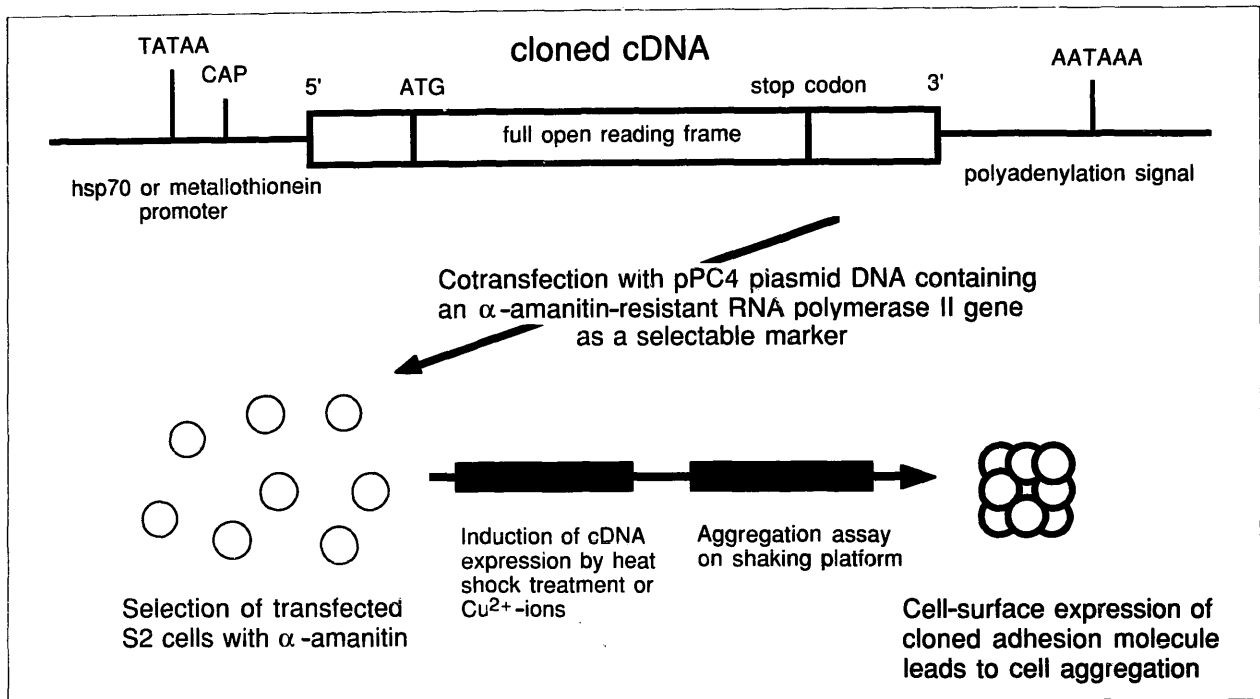 TATAA
CAP
cloned cDNA
AATAAA
5'
ATG
stop codon
3'
full open reading frame
hsp70 or metallothionein
promoter
polyadenylation signal
Cotransfection with pPC4 plasmid DNA containing
an α-amanitin-resistant RNA polymerase II gene
as a selectable marker
Induction of cDNA
expression by heat
shock treatment or
Cu²⁺-ions
Aggregation assay
on shaking platform
Selection of transfected
S2 cells with α-amanitin
Cell-surface expression of
cloned adhesion molecule
leads to cell aggregation